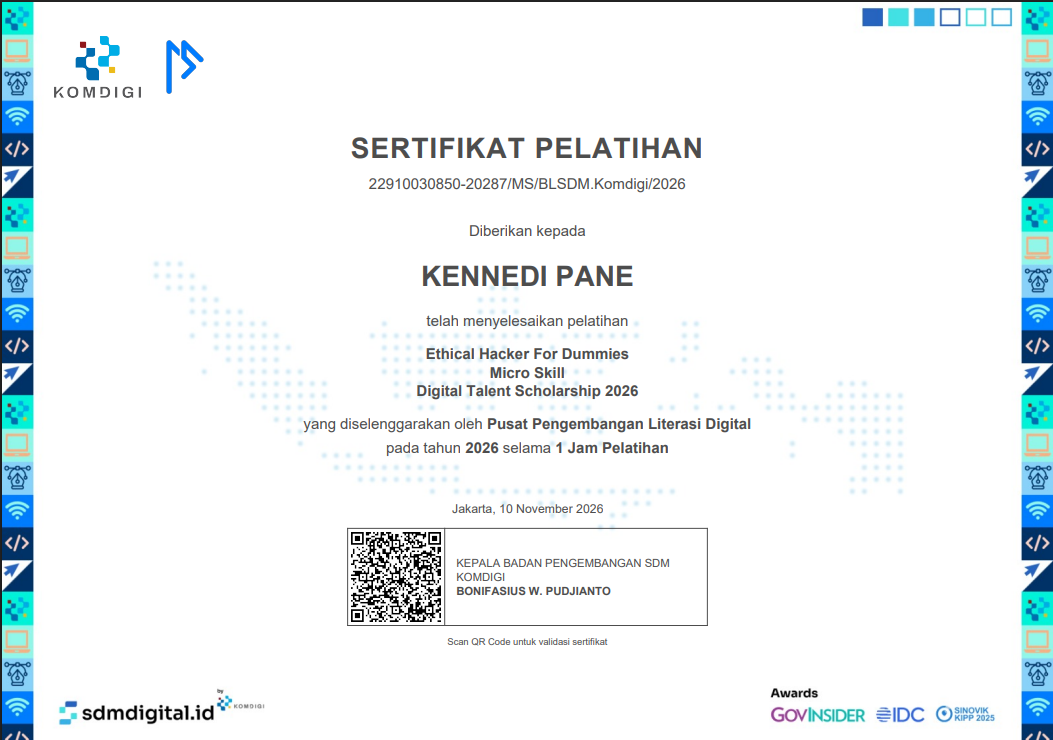 KOMDIGI
SERTIFIKAT PELATIHAN
22910030850-20287/MS/BLSDM.Komdigi/2026
Diberikan kepada
KENNEDI PANE
telah menyelesaikan pelatihan
Ethical Hacker For Dummies
Micro Skill
Digital Talent Scholarship 2026
yang diselenggarakan oleh Pusat Pengembangan Literasi Digital
pada tahun 2026 selama 1 Jam Pelatihan
Jakarta, 10 November 2026
KEPALA BADAN PENGEMBANGAN SDM
KOMDIGI
BONIFASIUS W. PUDJIANTO
Scan QR Code untuk validasi sertifikat
sdmdigital.id by KOMDIGI
Awards
GOVINSIDER IDC SINOVIK KIPP 2025